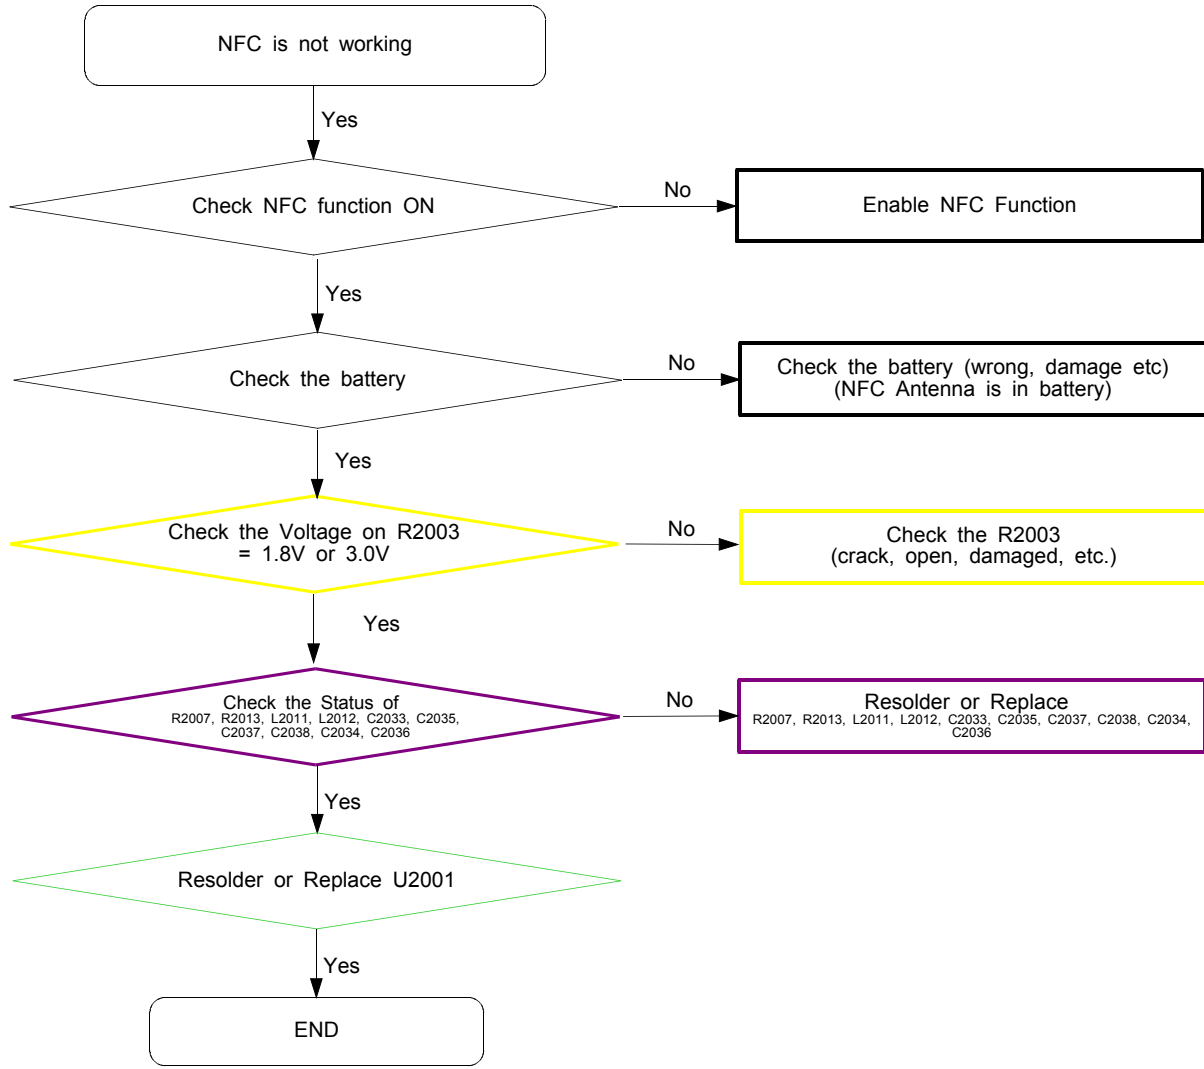 NFC is not working
Yes
Check NFC function ON
No
Enable NFC Function
Yes
Check the battery
No
Check the battery (wrong, damage etc)
(NFC Antenna is in battery)
Yes
Check the Voltage on R2003
= 1.8V or 3.0V
No
Check the R2003
(crack, open, damaged, etc.)
Yes
Check the Status of
R2007, R2013, L2011, L2012, C2033, C2035,
C2037, C2038, C2034, C2036
No
Resolder or Replace
R2007, R2013, L2011, L2012, C2033, C2035, C2037, C2038, C2034,
C2036
Yes
Resolder or Replace U2001
Yes
END